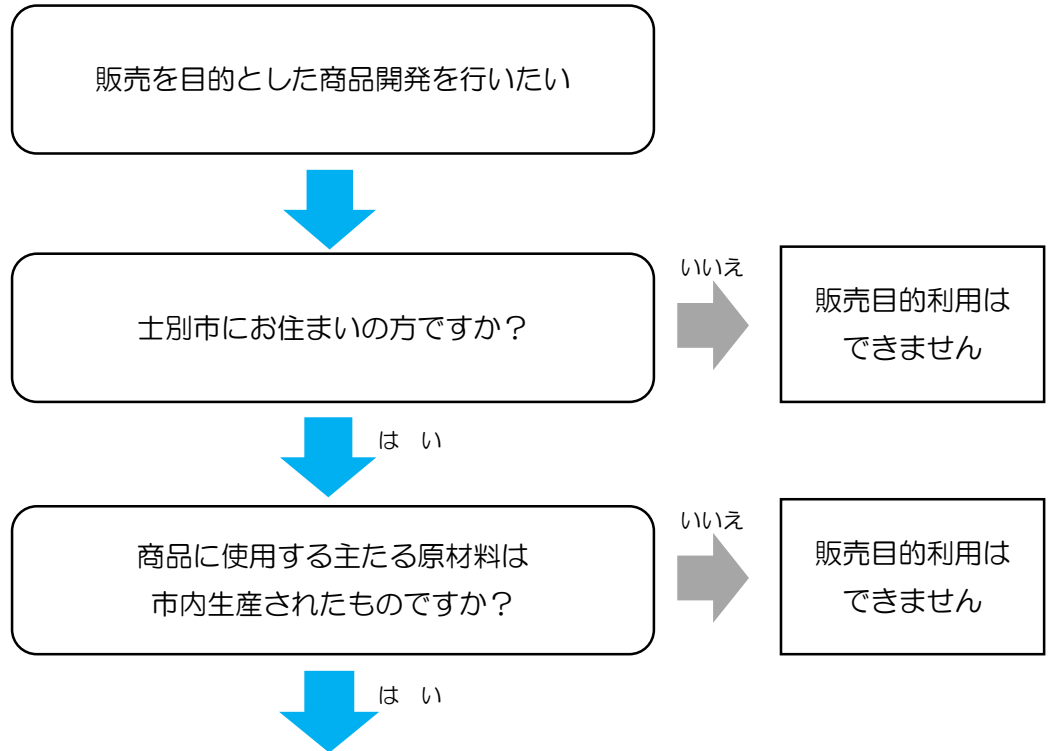 販売を目的とした商品開発を行いたい
士別市にお住まいの方ですか？
いいえ
販売目的利用は
できません
は　い
商品に使用する主たる原材料は
市内生産されたものですか？
いいえ
販売目的利用は
できません
は　い